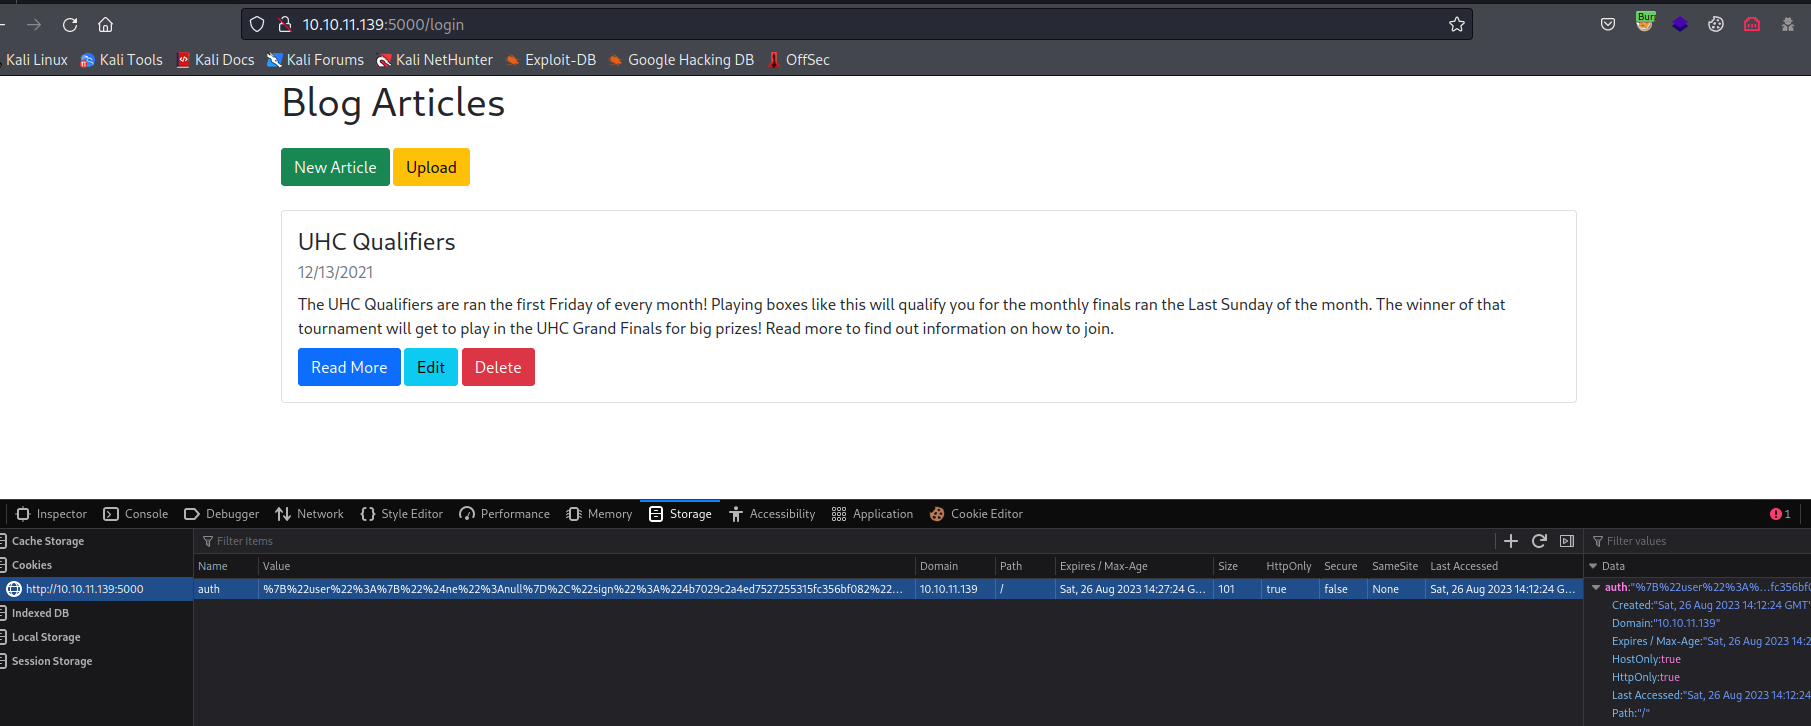 10.10.11.139:5000/login
Bur
Kali Linux Kali Tools Kali Docs Kali Forums Kali NetHunter Exploit-DB Google Hacking DB OffSec
Blog Articles
New Article Upload
UHC Qualifiers
12/13/2021
The UHC Qualifiers are ran the first Friday of every month! Playing boxes like this will qualify you for the monthly finals ran the Last Sunday of the month. The winner of that
tournament will get to play in the UHC Grand Finals for big prizes! Read more to find out information on how to join.
Read More Edit Delete
Inspector Console Debugger Network Style Editor Performance Memory Storage Accessibility Application Cookie Editor 1
Cache Storage Filter Items Filter values
Cookies Name Value Domain Path Expires / Max-Age Size HttpOnly Secure SameSite Last Accessed Data
http://10.10.11.139:5000 auth %7B%22user%22%3A%7B%22%24ne%22%3Anull%7D%2C%22sign%22%3A%224b7029c2a4ed7527255315fc356bf082%22... 10.10.11.139 / Sat, 26 Aug 2023 14:27:24 G... 101 true false None Sat, 26 Aug 2023 14:12:24 G... auth:"%7B%22user%22%3A%...fc356bf0
Created:"Sat, 26 Aug 2023 14:12:24 GMT"
Indexed DB Domain:"10.10.11.139"
Local Storage Expires / Max-Age:"Sat, 26 Aug 2023 14:2
Session Storage HostOnly:true
HttpOnly:true
Last Accessed:"Sat, 26 Aug 2023 14:12:24
Path:"/"